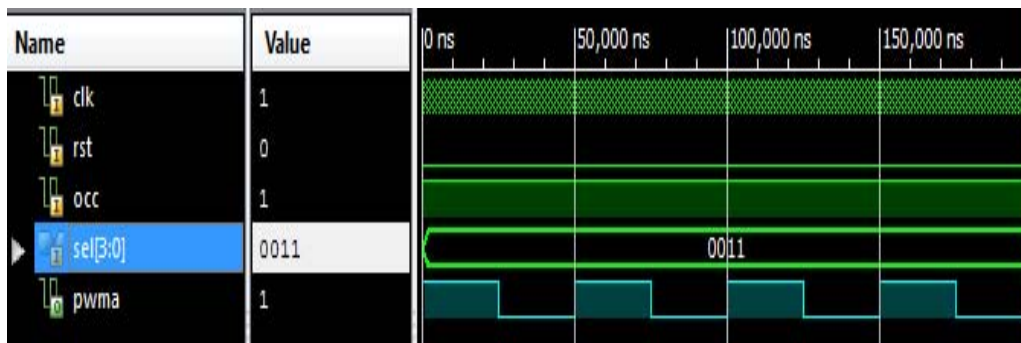 Name Value 0 ns 50,000 ns 100,000 ns 150,000 ns
clk 1
rst 0
occ 1
sel[3:0] 0011 0011
pwma 1